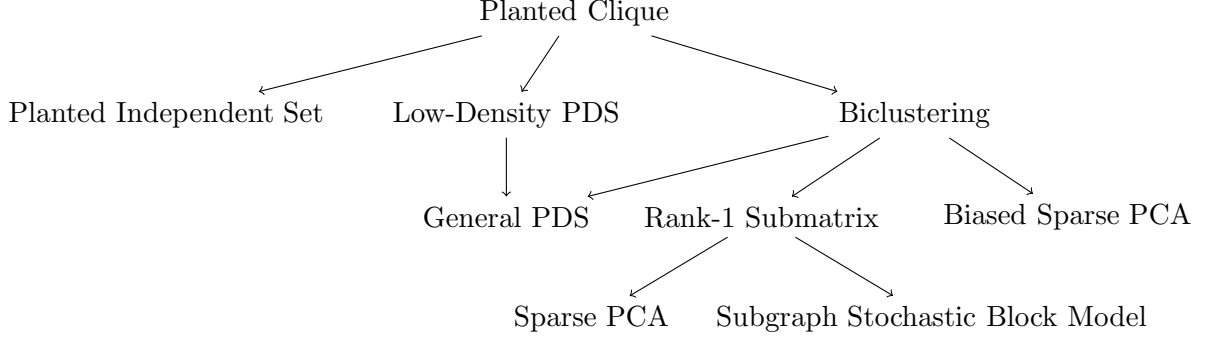 Planted Clique
Planted Independent Set
Low-Density PDS
Biclustering
General PDS
Rank-1 Submatrix
Biased Sparse PCA
Sparse PCA
Subgraph Stochastic Block Model